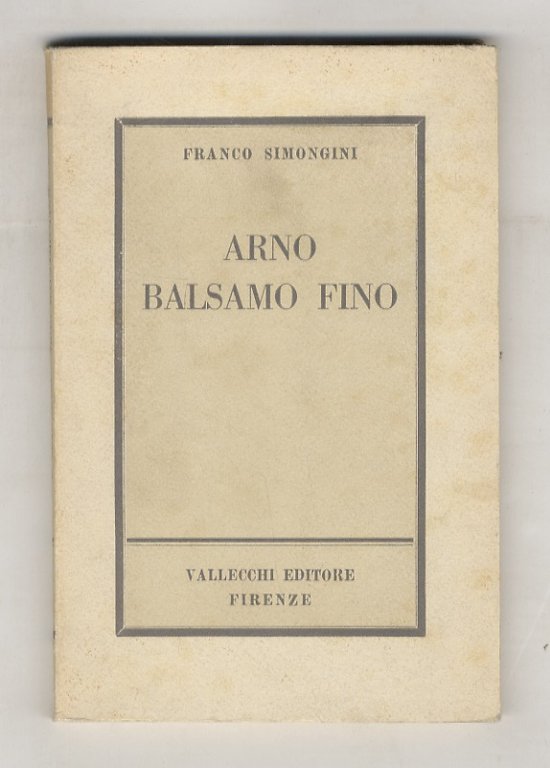 FRANCO SIMONGINI
ARNO
BALSAMO FINO
VALLECCHI EDITORE
FIRENZE